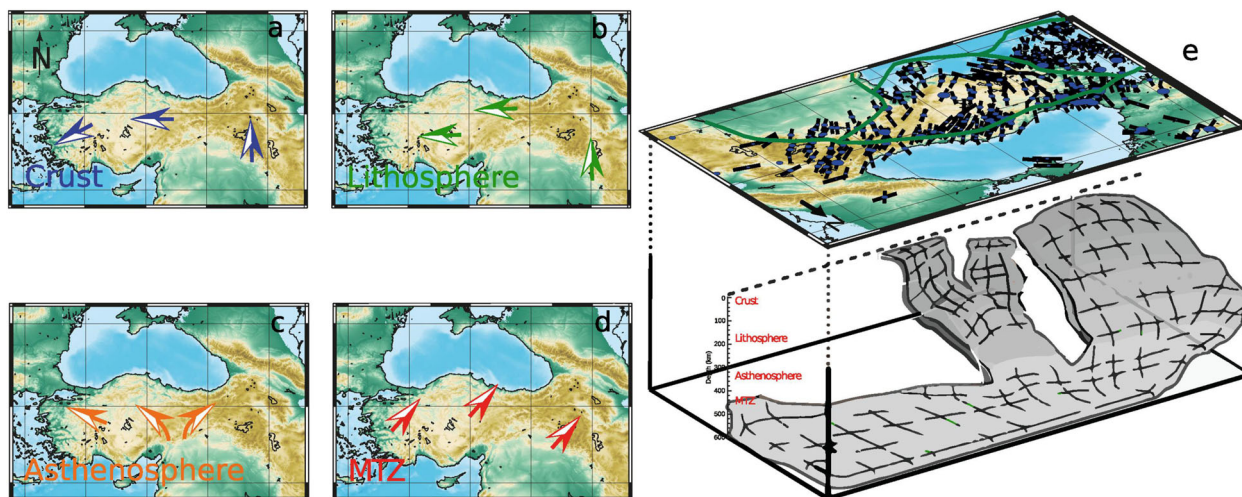 a
N
Crust
b
Lithosphere
c
Asthenosphere
d
MTZ
e
0
Crust
100
Lithosphere
200
300
Asthenosphere
400
MTZ
500
600
Depth (km)